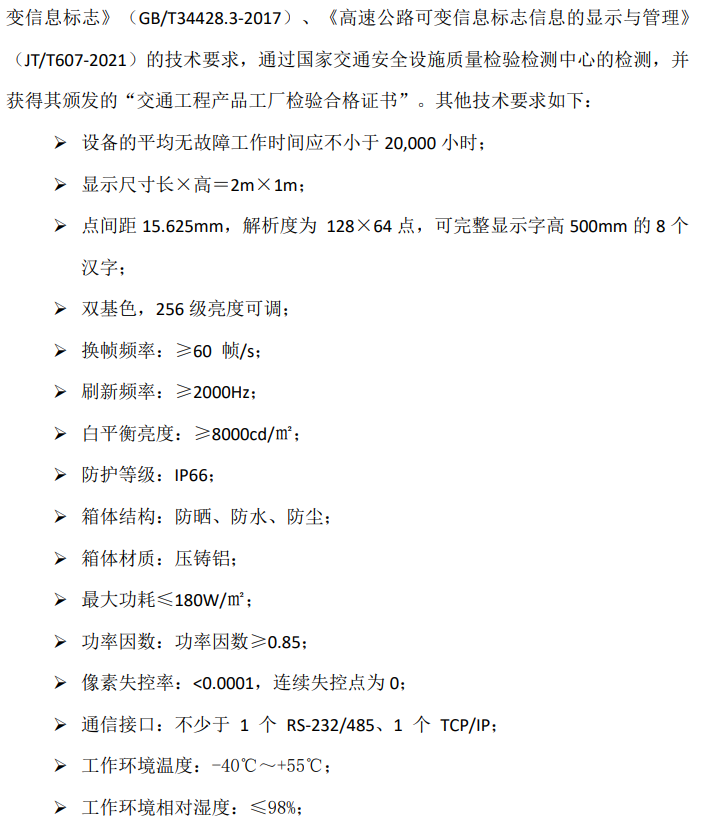 变信息标志》（GB/T34428.3-2017）、《高速公路可变信息标志信息的显示与管理》
（JT/T607-2021）的技术要求，通过国家交通安全设施质量检验检测中心的检测，并
获得其颁发的“交通工程产品工厂检验合格证书”。其他技术要求如下：
➢ 设备的平均无故障工作时间应不小于 20,000 小时；
➢ 显示尺寸长×高＝2m×1m；
➢ 点间距 15.625mm，解析度为 128×64 点，可完整显示字高 500mm 的 8 个
汉字；
➢ 双基色，256 级亮度可调；
➢ 换帧频率：≥60 帧/s；
➢ 刷新频率：≥2000Hz；
➢ 白平衡亮度：≥8000cd/㎡；
➢ 防护等级：IP66；
➢ 箱体结构：防晒、防水、防尘；
➢ 箱体材质：压铸铝；
➢ 最大功耗≤180W/㎡；
➢ 功率因数：功率因数≥0.85；
➢ 像素失控率：<0.0001，连续失控点为 0；
➢ 通信接口：不少于 1 个 RS-232/485、1 个 TCP/IP；
➢ 工作环境温度：-40℃～+55℃；
➢ 工作环境相对湿度：≤98%；